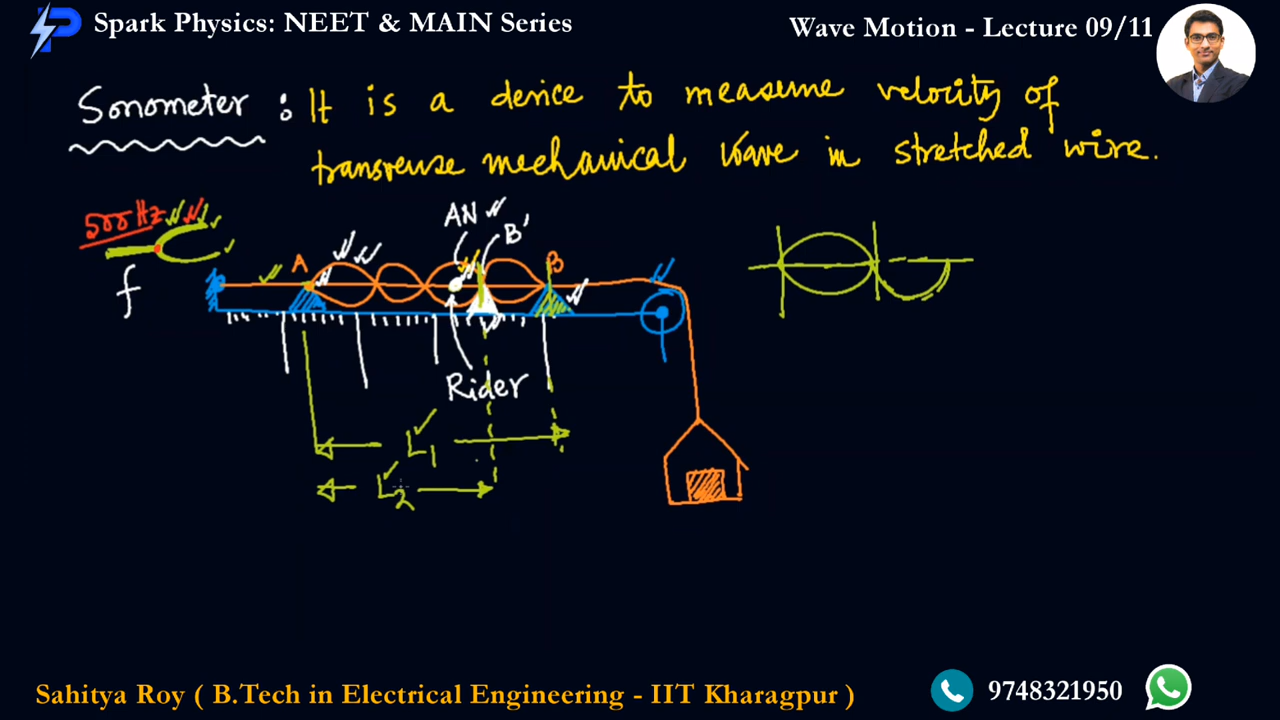 Spark Physics: NEET & MAIN Series
Wave Motion - Lecture 09/11
Sonometer : It is a device to measure velocity of
transverse mechanical wave in stretched wire.
500 Hz
f
A
AN
B'
B
Rider
L1
L2
Sahitya Roy ( B.Tech in Electrical Engineering - IIT Kharagpur )
9748321950